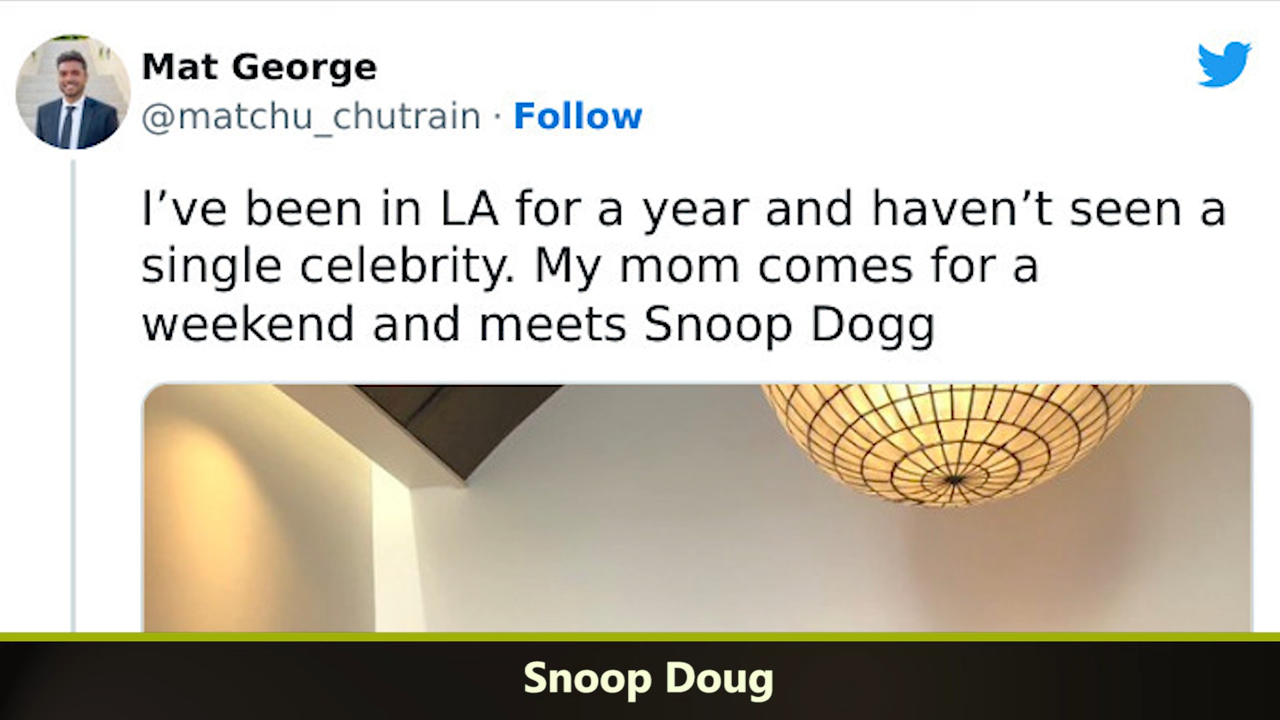 Mat George
@matchu_chutrain · Follow
I’ve been in LA for a year and haven’t seen a
single celebrity. My mom comes for a
weekend and meets Snoop Dogg
Snoop Doug